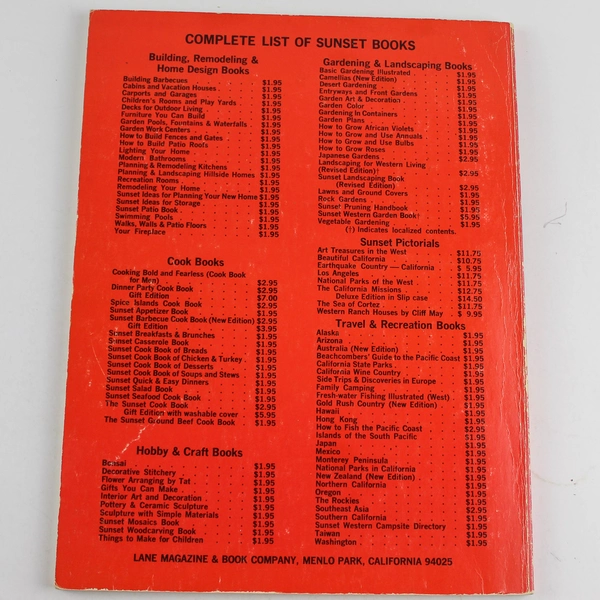 COMPLETE LIST OF SUNSET BOOKS
Building, Remodeling &
Home Design Books
Building Barbecues $1.95
Cabins and Vacation Houses $1.95
Carports and Garages $1.95
Children's Rooms and Play Yards $1.95
Decks for Outdoor Living $1.95
Furniture You Can Build $1.95
Garden Pools, Fountains & Waterfalls $1.95
Garden Work Centers $1.95
How to Build Fences and Gates $1.95
How to Build Patio Roofs $1.95
Lighting Your Home $1.95
Modern Bathrooms $1.95
Planning & Remodeling Kitchens $1.95
Planning & Landscaping Hillside Homes $1.95
Recreation Rooms $1.95
Remodeling Your Home $1.95
Sunset Ideas for Planning Your New Home $1.95
Sunset Ideas for Storage $1.95
Sunset Patio Book $1.95
Swimming Pools $1.95
Walks, Walls & Patio Floors $1.95
Your Fireplace $1.95
Cook Books
Cooking Bold and Fearless (Cook Book
for Men) $2.95
Dinner Party Cook Book $2.95
Gift Edition $7.00
Spice Islands Cook Book $2.95
Sunset Appetizer Book $1.95
Sunset Barbecue Cook Book (New Edition) $2.95
Gift Edition $3.95
Sunset Breakfasts & Brunches $1.95
Sunset Casserole Book $1.95
Sunset Cook Book of Breads $1.95
Sunset Cook Book of Chicken & Turkey $1.95
Sunset Cook Book of Desserts $1.95
Sunset Cook Book of Soups and Stews $1.95
Sunset Quick & Easy Dinners $1.95
Sunset Salad Book $1.95
Sunset Seafood Cook Book $1.95
The Sunset Cook Book $2.95
Gift Edition with washable cover $5.95
The Sunset Ground Beef Cook Book $1.95
Hobby & Craft Books
Bonsai $1.95
Decorative Stitchery $1.95
Flower Arranging by Tat $1.95
Gifts You Can Make $1.95
Interior Art and Decoration $1.95
Pottery & Ceramic Sculpture $1.95
Sculpture with Simple Materials $1.95
Sunset Mosaics Book $1.95
Sunset Woodcarving Book $1.95
Things to Make for Children $1.95
Gardening & Landscaping Books
Basic Gardening Illustrated $1.95
Camellias (New Edition) $1.95
Desert Gardening $1.95
Entryways and Front Gardens $1.95
Garden Art & Decoration $1.95
Garden Color $1.95
Gardening In Containers $1.95
Garden Plans $1.95
How to Grow African Violets $1.95
How to Grow and Use Annuals $1.95
How to Grow and Use Bulbs $1.95
How to Grow Roses $1.95
Japanese Gardens $2.95
Landscaping for Western Living
(Revised Edition)† $2.95
Sunset Landscaping Book
(Revised Edition) $2.95
Lawns and Ground Covers $1.95
Rock Gardens $1.95
Sunset Pruning Handbook $1.95
Sunset Western Garden Book† $5.95
Vegetable Gardening $1.95
(†) Indicates localized contents.
Sunset Pictorials
Art Treasures in the West $11.75
Beautiful California $10.75
Earthquake Country — California $ 5.95
Los Angeles $11.75
National Parks of the West $11.75
The California Missions $12.75
Deluxe Edition in Slip case $14.50
The Sea of Cortez $11.75
Western Ranch Houses by Cliff May $ 9.95
Travel & Recreation Books
Alaska $1.95
Arizona $1.95
Australia (New Edition) $1.95
Beachcombers' Guide to the Pacific Coast $1.95
California State Parks $1.95
California Wine Country $1.95
Side Trips & Discoveries in Europe $1.95
Family Camping $1.95
Fresh-water Fishing Illustrated (West) $1.95
Gold Rush Country (New Edition) $1.95
Hawaii $1.95
Hong Kong $1.95
How to Fish the Pacific Coast $2.95
Islands of the South Pacific $1.95
Japan $1.95
Mexico $1.95
Monterey Peninsula $1.95
National Parks in California $1.95
New Zealand (New Edition) $1.95
Northern California $1.95
Oregon $1.95
The Rockies $1.95
Southeast Asia $2.95
Southern California $1.95
Sunset Western Campsite Directory $1.95
Taiwan $1.95
Washington $1.95
LANE MAGAZINE & BOOK COMPANY, MENLO PARK, CALIFORNIA 94025